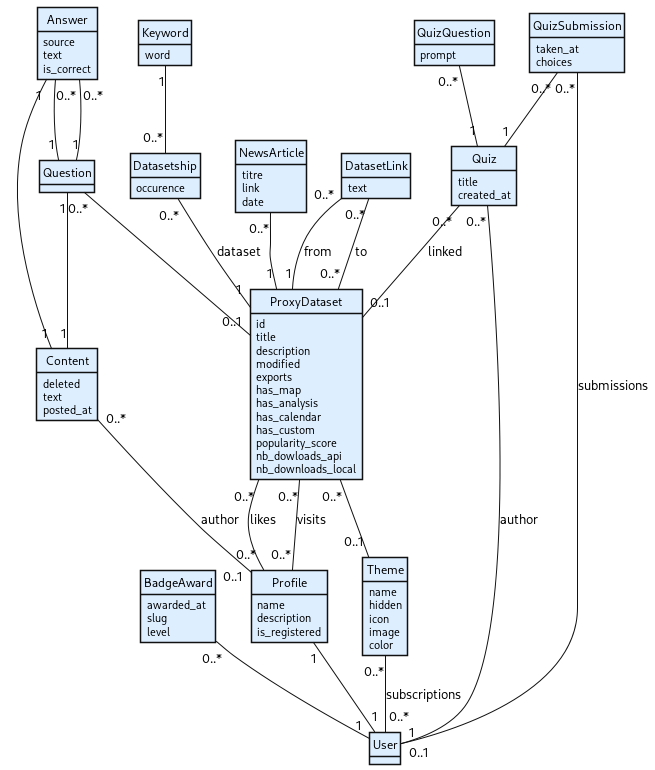 Answer
source
text
is_correct
Keyword
word
QuizQuestion
prompt
QuizSubmission
taken_at
choices
1 0..* 0..*
1
0..*
0..* 0..*
1 1
0..*
1
1
Question
Datasetship
occurence
NewsArticle
titre
link
date
DatasetLink
text
Quiz
title
created_at
1 0..*
0..*
0..*
0..*
0..*
0..* 0..*
dataset
from
to
linked
1
1
1
0..*
0..1
0..1
ProxyDataset
id
title
description
modified
exports
has_map
has_analysis
has_calendar
has_custom
popularity_score
nb_dowloads_api
nb_downloads_local
1 1
Content
deleted
text
posted_at
submissions
0..*
0..* 0..* 0..*
author likes visits
author
0..1
0..* 0..*
0..1
BadgeAward
awarded_at
slug
level
Profile
name
description
is_registered
Theme
name
hidden
icon
image
color
0..*
1
0..*
subscriptions
1
1 0..*
1
0..1
User